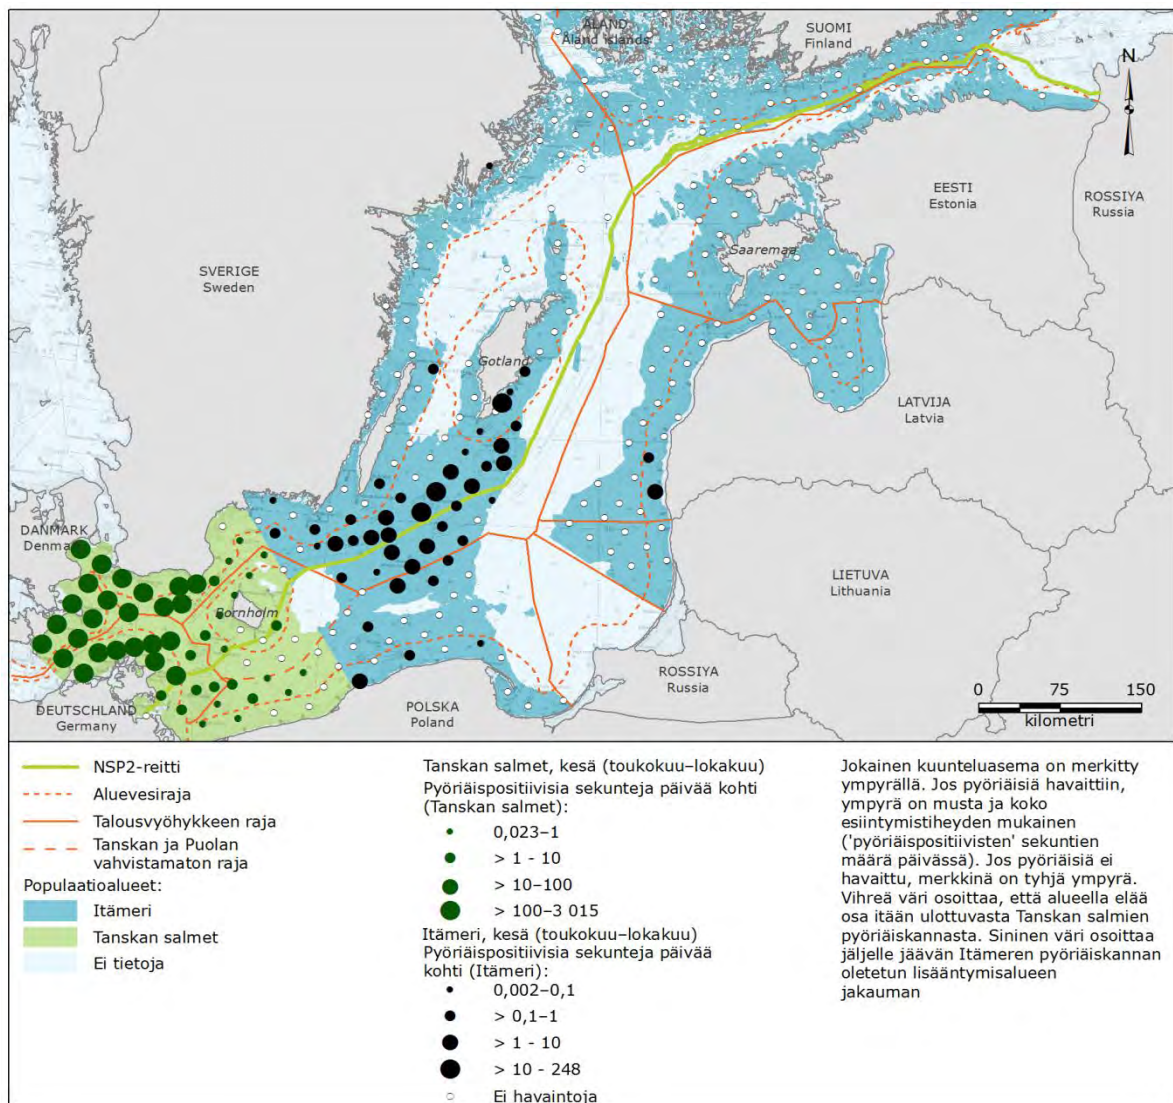 ÅLAND
Åland islands
SUOMI
Finland
N
EESTI
Estonia
ROSSIYA
Russia
SVERIGE
Sweden
Saaremaa
Gotland
LATVIJA
Latvia
DANMARK
Denmark
LIETUVA
Lithuania
Bornholm
ROSSIYA
Russia
DEUTSCHLAND
Germany
POLSKA
Poland
0 75 150
kilometri
NSP2-reitti
Aluevesiraja
Talousvyöhykkeen raja
Tanskan ja Puolan
vahvistamaton raja
Populaatioalueet:
Itämeri
Tanskan salmet
Ei tietoja
Tanskan salmet, kesä (toukokuu–lokakuu)
Pyöriäispositiivisia sekunteja päivää kohti
(Tanskan salmet):
0,023–1
> 1 - 10
> 10–100
> 100–3 015
Itämeri, kesä (toukokuu–lokakuu)
Pyöriäispositiivisia sekunteja päivää
kohti (Itämeri):
0,002–0,1
> 0,1–1
> 1 - 10
> 10 - 248
Ei havaintoja
Jokainen kuunteluasema on merkitty
ympyrällä. Jos pyöriäisiä havaittiin,
ympyrä on musta ja koko
esiintymistiheyden mukainen
('pyöriäispositiivisten' sekuntien
määrä päivässä). Jos pyöriäisiä ei
havaittu, merkkinä on tyhjä ympyrä.
Vihreä väri osoittaa, että alueella elää
osa itään ulottuvasta Tanskan salmien
pyöriäiskannasta. Sininen väri osoittaa
jäljelle jäävän Itämeren pyöriäiskannan
oletetun lisääntymisalueen
jakauman